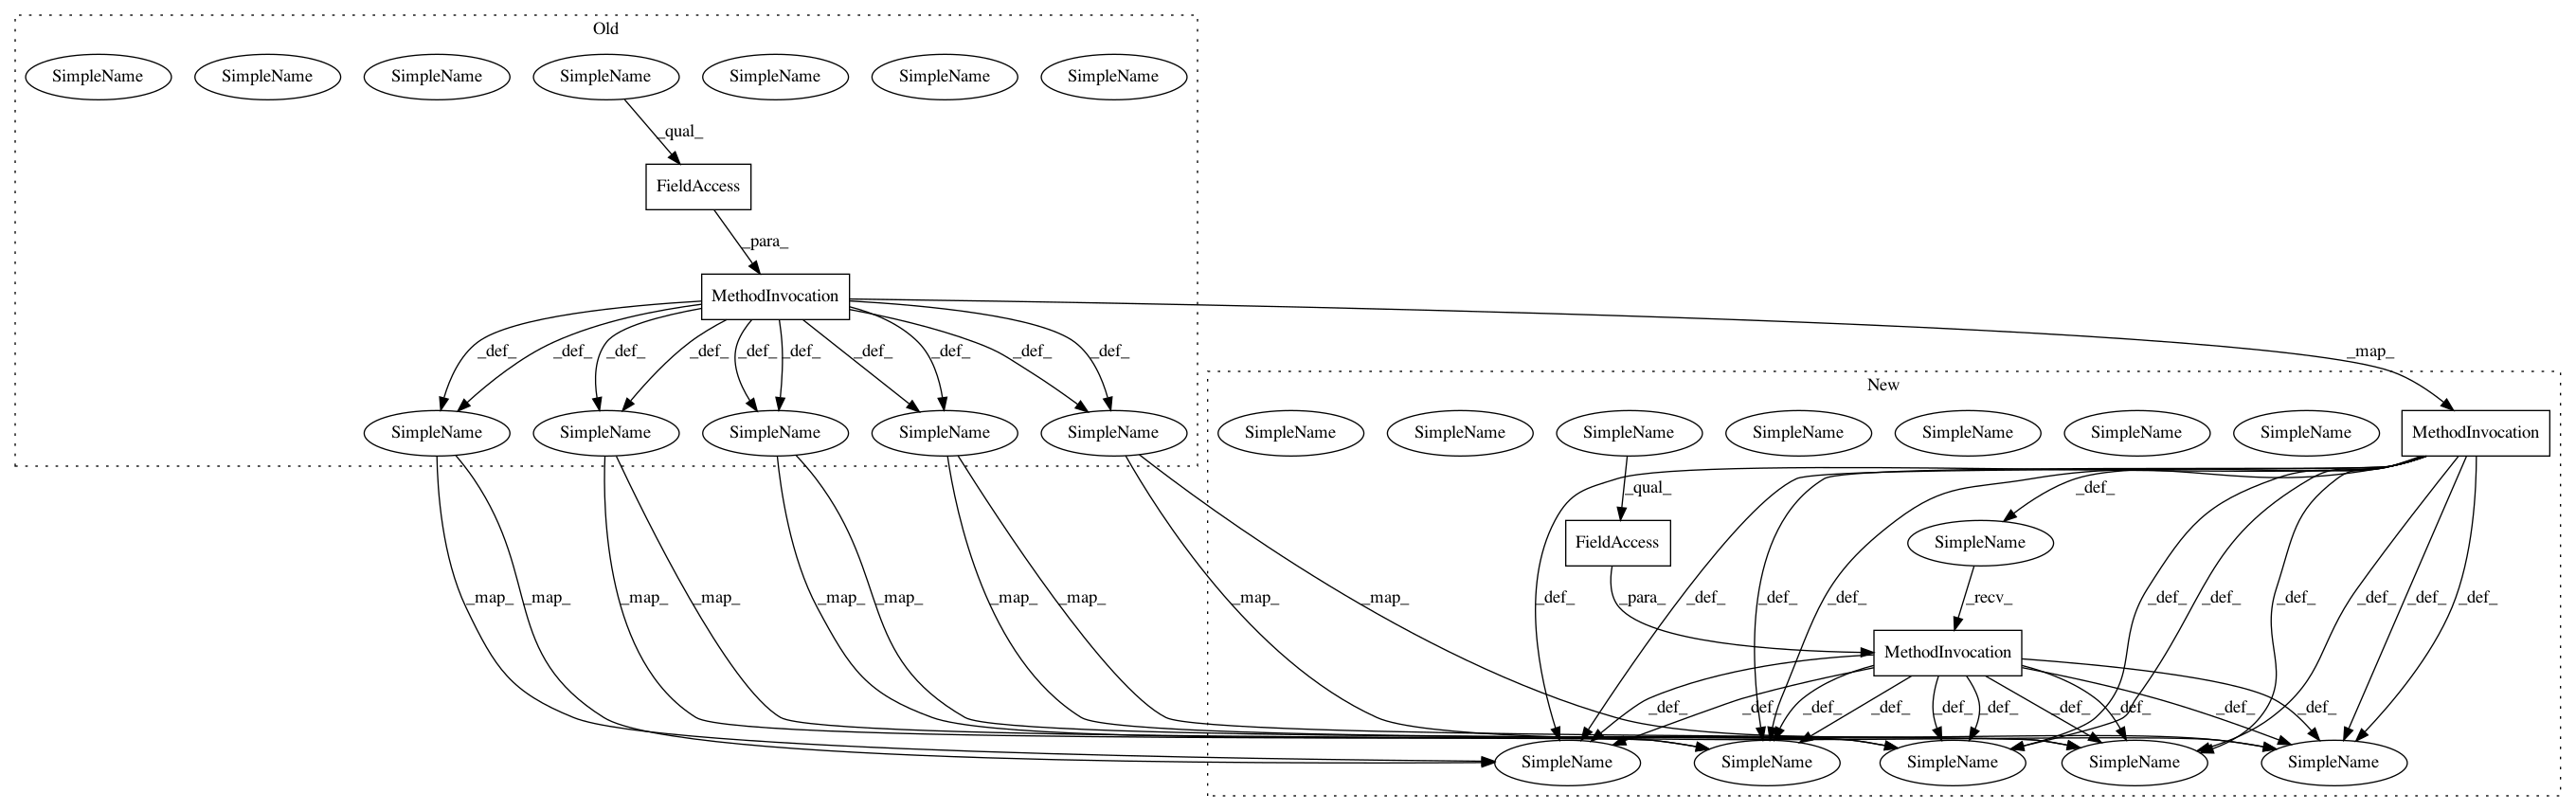 Old
SimpleName SimpleName SimpleName SimpleName SimpleName SimpleName SimpleName
_qual_
FieldAccess
_para_
MethodInvocation
_def_ _def_ _def_ _def_ _def_ _def_ _def_ _def_ _def_ _def_ _map_
New
SimpleName SimpleName SimpleName SimpleName SimpleName
SimpleName SimpleName SimpleName SimpleName SimpleName SimpleName SimpleName MethodInvocation
_qual_ _def_
FieldAccess SimpleName
_map_ _map_ _map_ _map_ _map_ _map_ _map_ _map_ _map_ _map_ _def_ _para_ _def_ _def_ _def_ _recv_ _def_ _def_ _def_ _def_ _def_ _def_
MethodInvocation
_def_ _def_ _def_ _def_ _def_ _def_ _def_ _def_ _def_ _def_
SimpleName SimpleName SimpleName SimpleName SimpleName